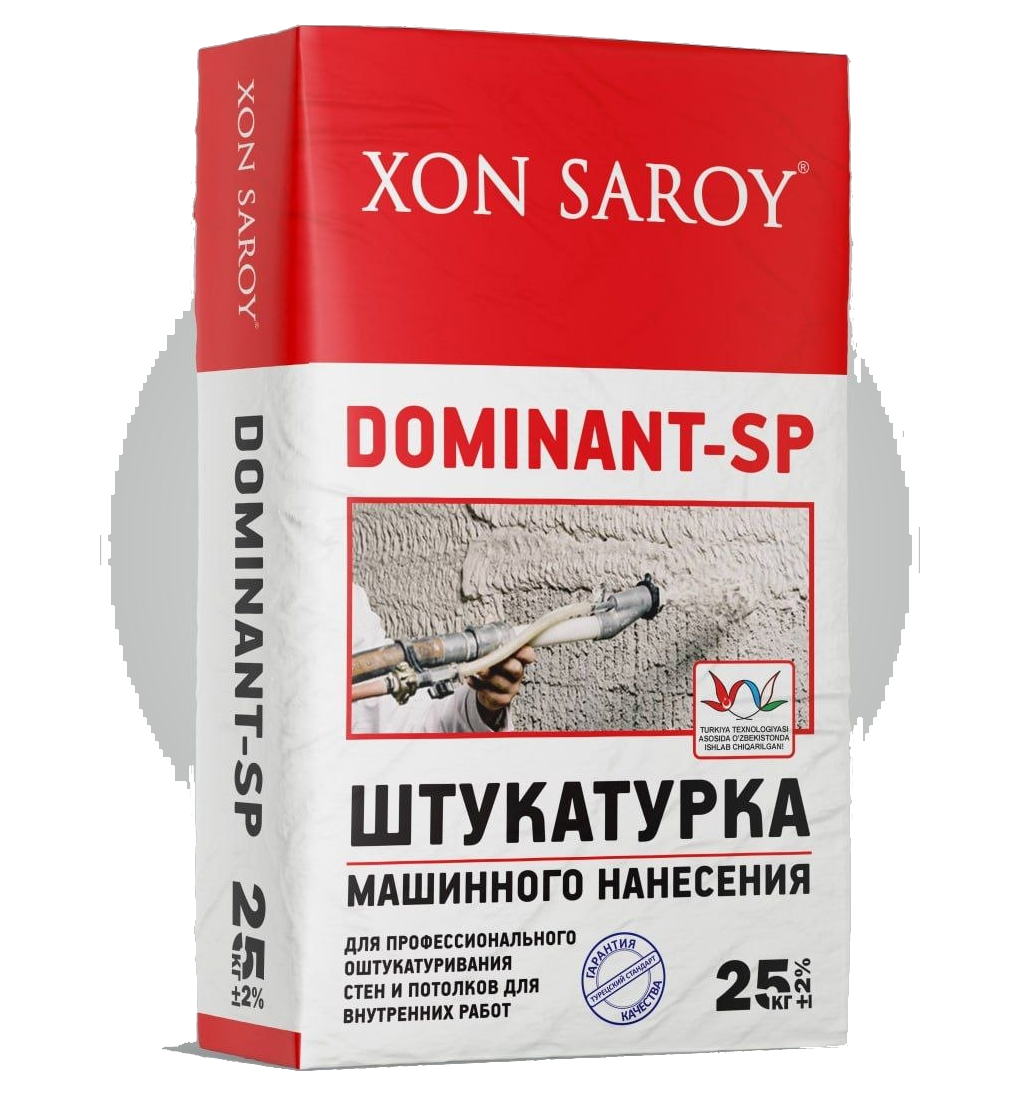 XON SAROY®
DOMINANT-SP
TURKIYA TEXNOLOGIYASI
ASOSIDA O'ZBEKISTONDA
ISHLAB CHIQARILGAN!
ШТУКАТУРКА
МАШИННОГО НАНЕСЕНИЯ
ДЛЯ ПРОФЕССИОНАЛЬНОГО
ОШТУКАТУРИВАНИЯ
СТЕН И ПОТОЛКОВ ДЛЯ
ВНУТРЕННИХ РАБОТ
ГАРАНТИЯ
ТУРЕЦКИЙ СТАНДАРТ
КАЧЕСТВА
25 КГ ±2%
XON SAROY®
DOMINANT-SP
25 КГ ±2%